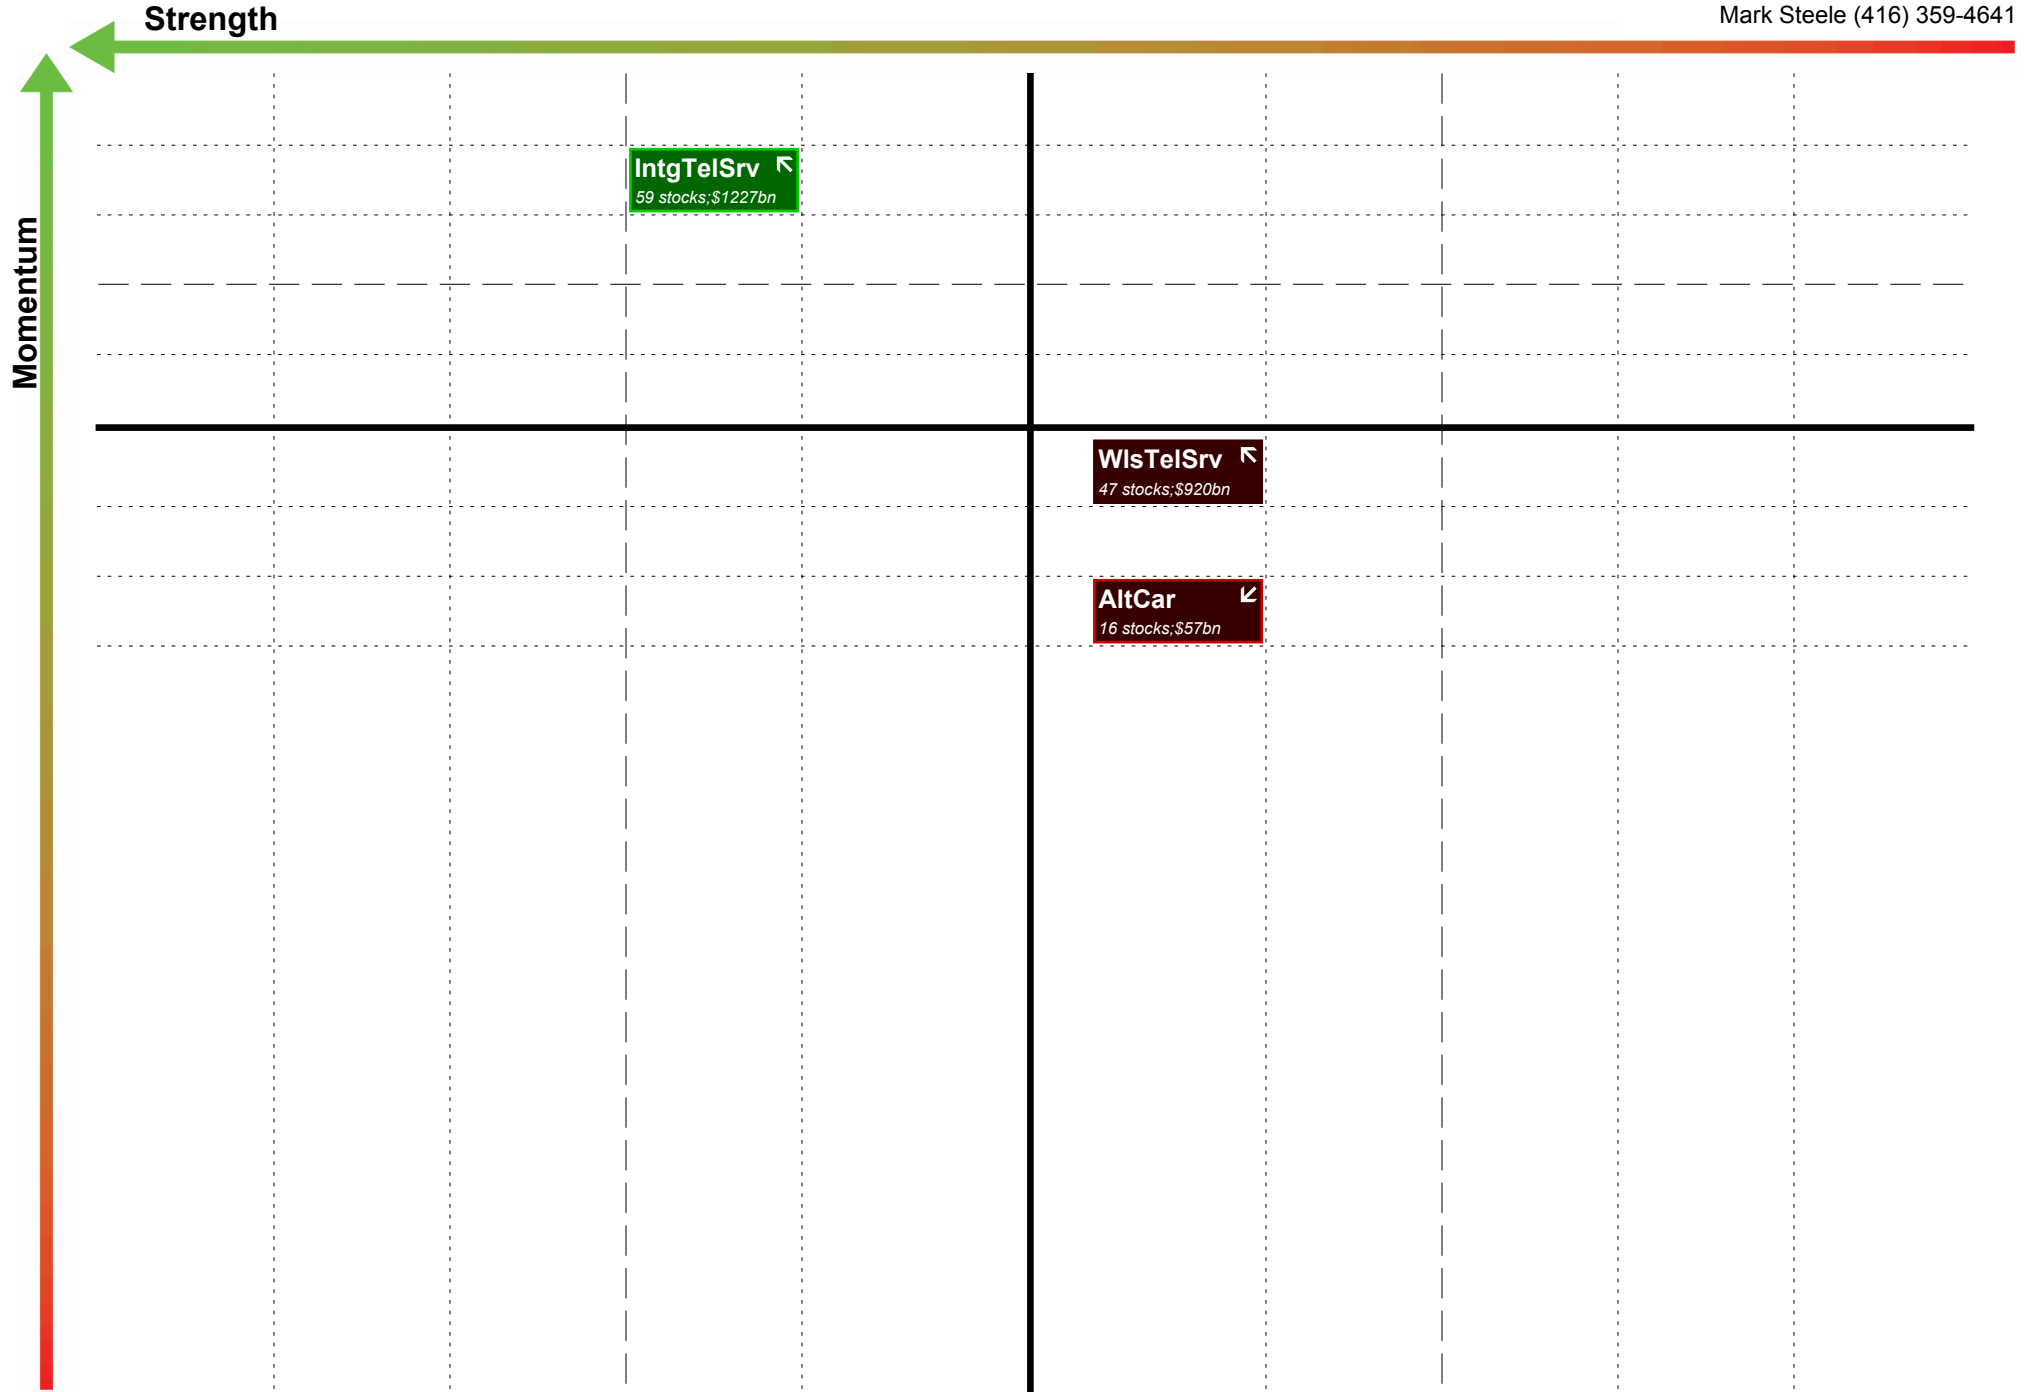 Strength
Mark Steele (416) 359-4641
Momentum
IntgTelSrv
59 stocks;$1227bn
WlsTelSrv
47 stocks;$920bn
AltCar
16 stocks;$57bn